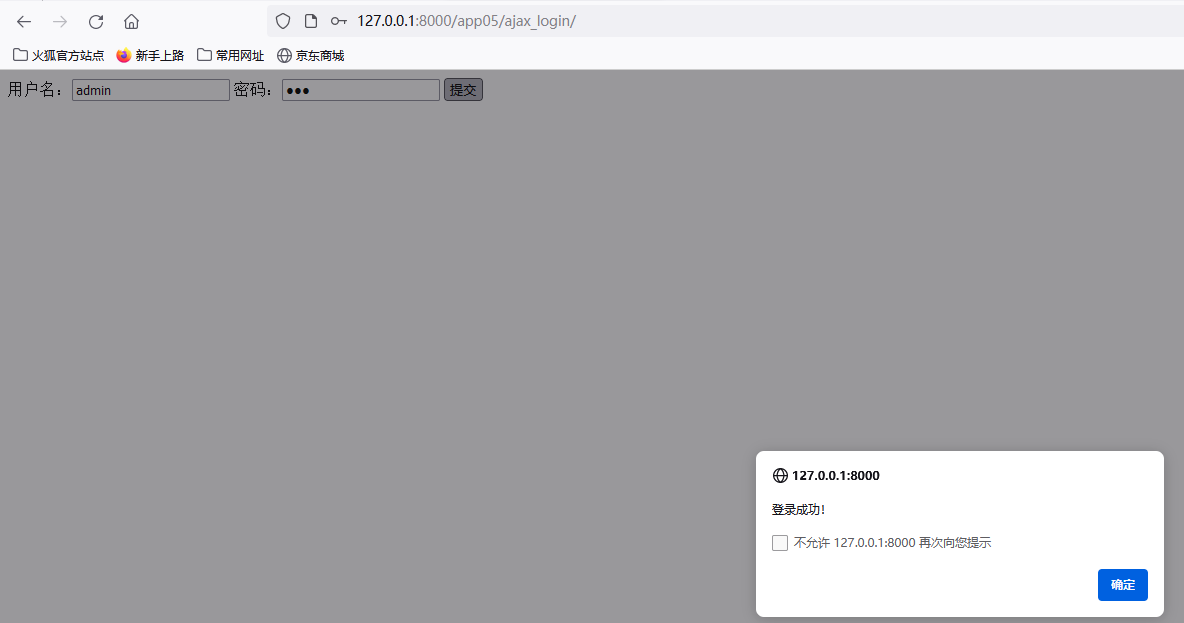 127.0.0.1:8000/app05/ajax_login/
火狐官方站点 新手上路 常用网址 京东商城
用户名： admin 密码： ●●● 提交
127.0.0.1:8000
登录成功!
不允许 127.0.0.1:8000 再次向您提示
确定